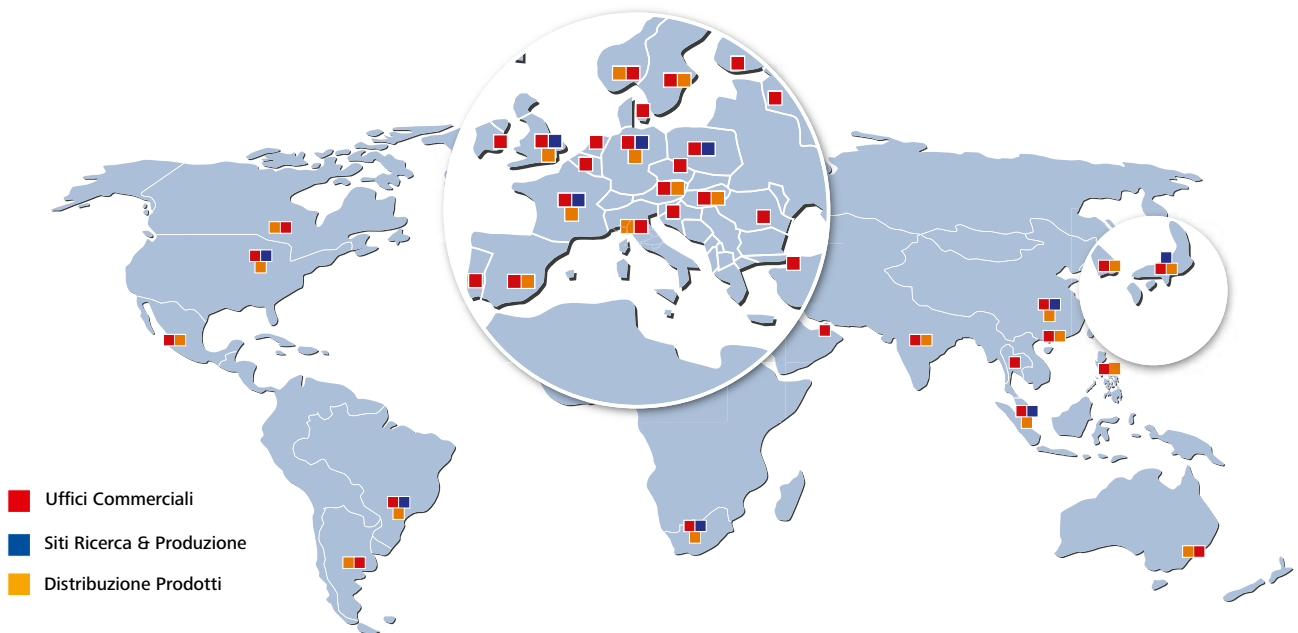 Uffici Commerciali
Siti Ricerca & Produzione
Distribuzione Prodotti